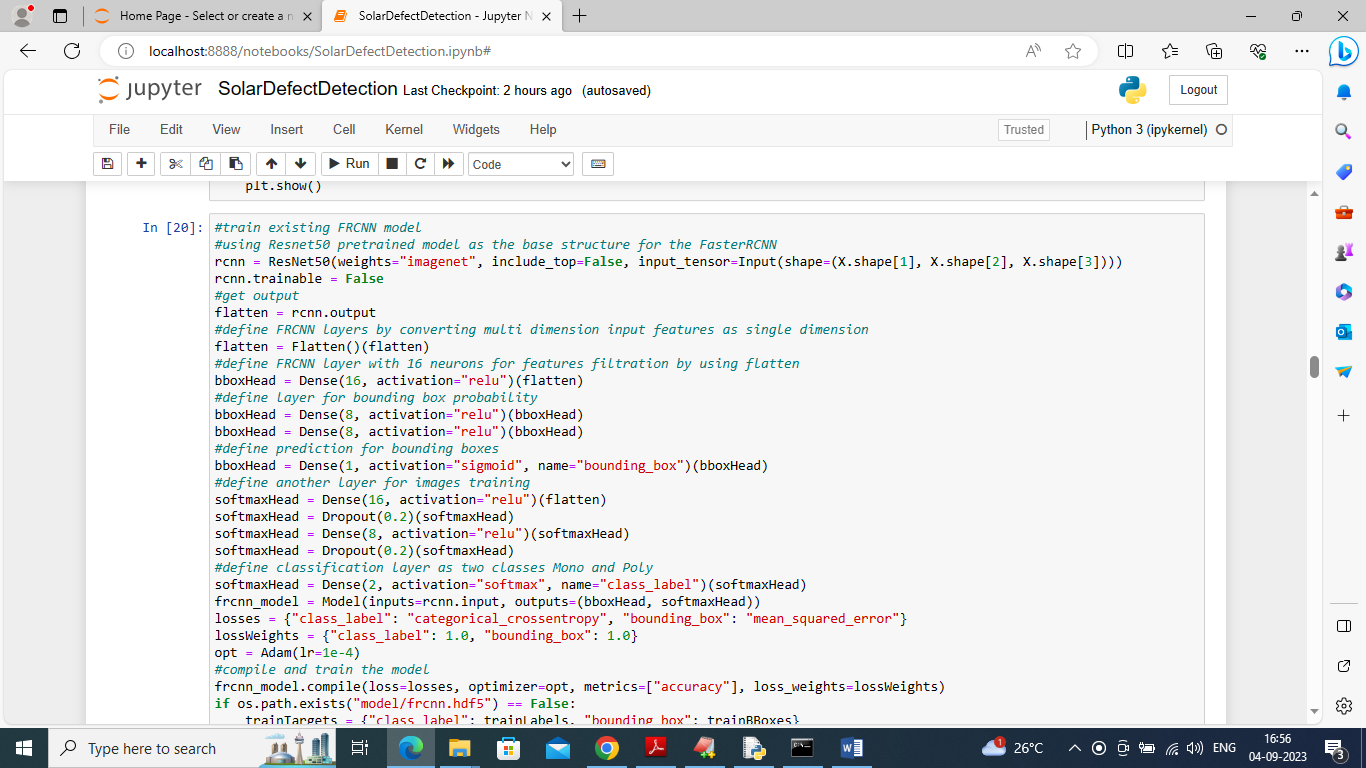 Home Page - Select or create a n
SolarDefectDetection - Jupyter N
localhost:8888/notebooks/SolarDefectDetection.ipynb#
jupyter SolarDefectDetection Last Checkpoint: 2 hours ago (autosaved)
Logout
File Edit View Insert Cell Kernel Widgets Help
Trusted
Python 3 (ipykernel)
Run
Code
plt.show()
In [20]:
#train existing FRCNN model
#using Resnet50 pretrained model as the base structure for the FasterRCNN
rcnn = ResNet50(weights="imagenet", include_top=False, input_tensor=Input(shape=(X.shape[1], X.shape[2], X.shape[3])))
rcnn.trainable = False
#get output
flatten = rcnn.output
#define FRCNN layers by converting multi dimension input features as single dimension
flatten = Flatten()(flatten)
#define FRCNN layer with 16 neurons for features filtration by using flatten
bboxHead = Dense(16, activation="relu")(flatten)
#define layer for bounding box probability
bboxHead = Dense(8, activation="relu")(bboxHead)
bboxHead = Dense(8, activation="relu")(bboxHead)
#define prediction for bounding boxes
bboxHead = Dense(1, activation="sigmoid", name="bounding_box")(bboxHead)
#define another layer for images training
softmaxHead = Dense(16, activation="relu")(flatten)
softmaxHead = Dropout(0.2)(softmaxHead)
softmaxHead = Dense(8, activation="relu")(softmaxHead)
softmaxHead = Dropout(0.2)(softmaxHead)
#define classification layer as two classes Mono and Poly
softmaxHead = Dense(2, activation="softmax", name="class_label")(softmaxHead)
frcnn_model = Model(inputs=rcnn.input, outputs=(bboxHead, softmaxHead))
losses = {"class_label": "categorical_crossentropy", "bounding_box": "mean_squared_error"}
lossWeights = {"class_label": 1.0, "bounding_box": 1.0}
opt = Adam(lr=1e-4)
#compile and train the model
frcnn_model.compile(loss=losses, optimizer=opt, metrics=["accuracy"], loss_weights=lossWeights)
if os.path.exists("model/frcnn.hdf5") == False:
trainTargets = {"class_label": trainLabels, "bounding_box": trainBBoxes}
Type here to search
26°C
ENG
16:56
04-09-2023
3
1